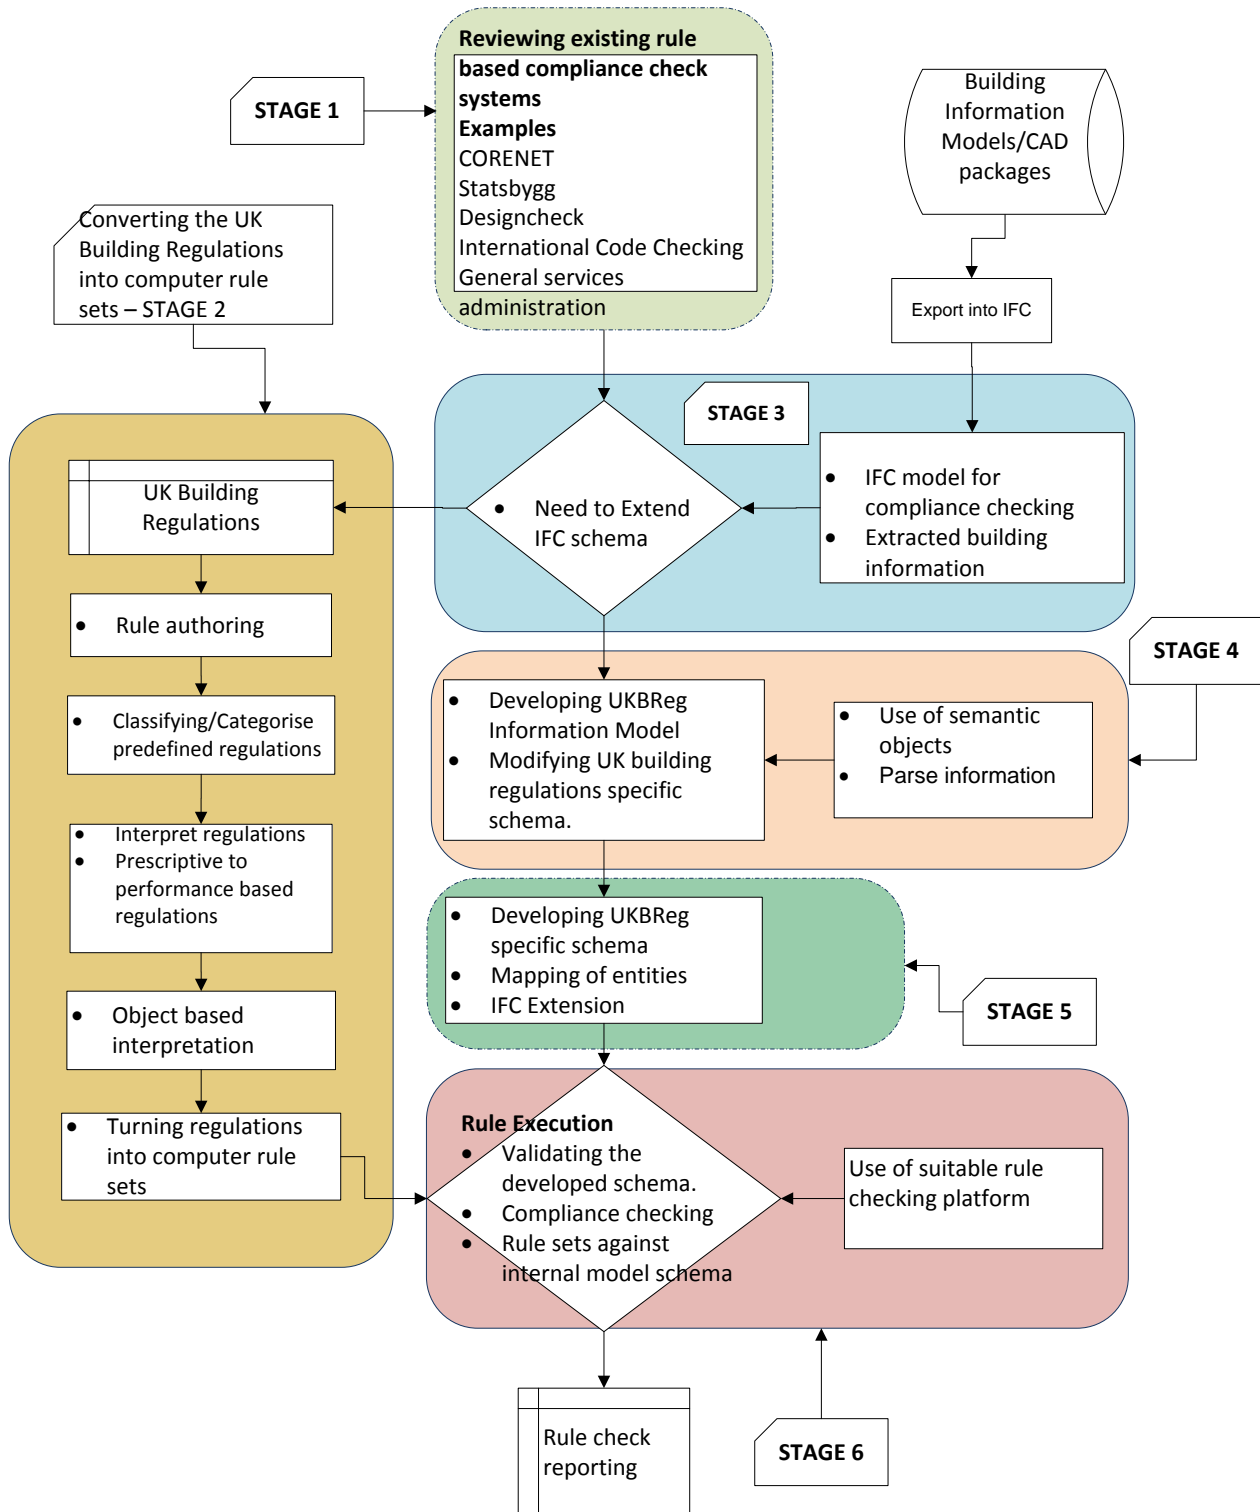 Reviewing existing rule
based compliance check
systems
Examples
CORENET
Statsbygg
Designcheck
International Code Checking
General services
administration
STAGE 1
Building
Information
Models/CAD
packages
Converting the UK
Building Regulations
into computer rule
sets – STAGE 2
Export into IFC
STAGE 3
• IFC model for
compliance checking
• Extracted building
information
• Need to Extend
IFC schema
UK Building
Regulations
• Rule authoring
• Classifying/Categorise
predefined regulations
• Interpret regulations
• Prescriptive to
performance based
regulations
• Object based
interpretation
• Turning regulations
into computer rule
sets
STAGE 4
• Developing UKBReg
Information Model
• Modifying UK building
regulations specific
schema.
• Use of semantic
objects
• Parse information
• Developing UKBReg
specific schema
• Mapping of entities
• IFC Extension
STAGE 5
Rule Execution
• Validating the
developed schema.
• Compliance checking
• Rule sets against
internal model schema
Use of suitable rule
checking platform
Rule check
reporting
STAGE 6